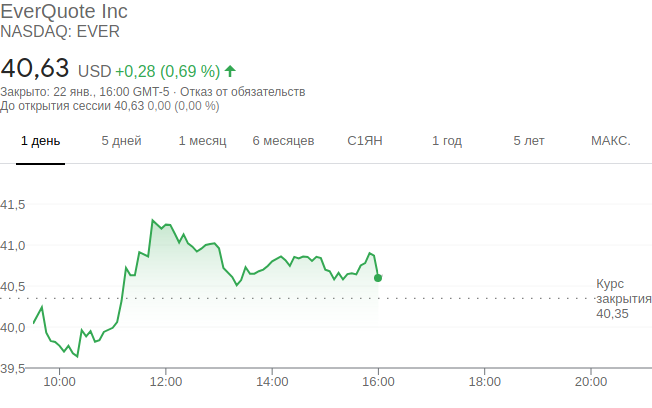 EverQuote Inc
NASDAQ: EVER
40,63 USD +0,28 (0,69 %)
Закрыто: 22 янв., 16:00 GMT-5 · Отказ от обязательств
До открытия сессии 40,63 0,00 (0,00 %)
1 день 5 дней 1 месяц 6 месяцев С1ЯН 1 год 5 лет МАКС.
41,5
41,0
40,5
Курс
закрытия
40,35
40,0
39,5
10:00 12:00 14:00 16:00 18:00 20:00